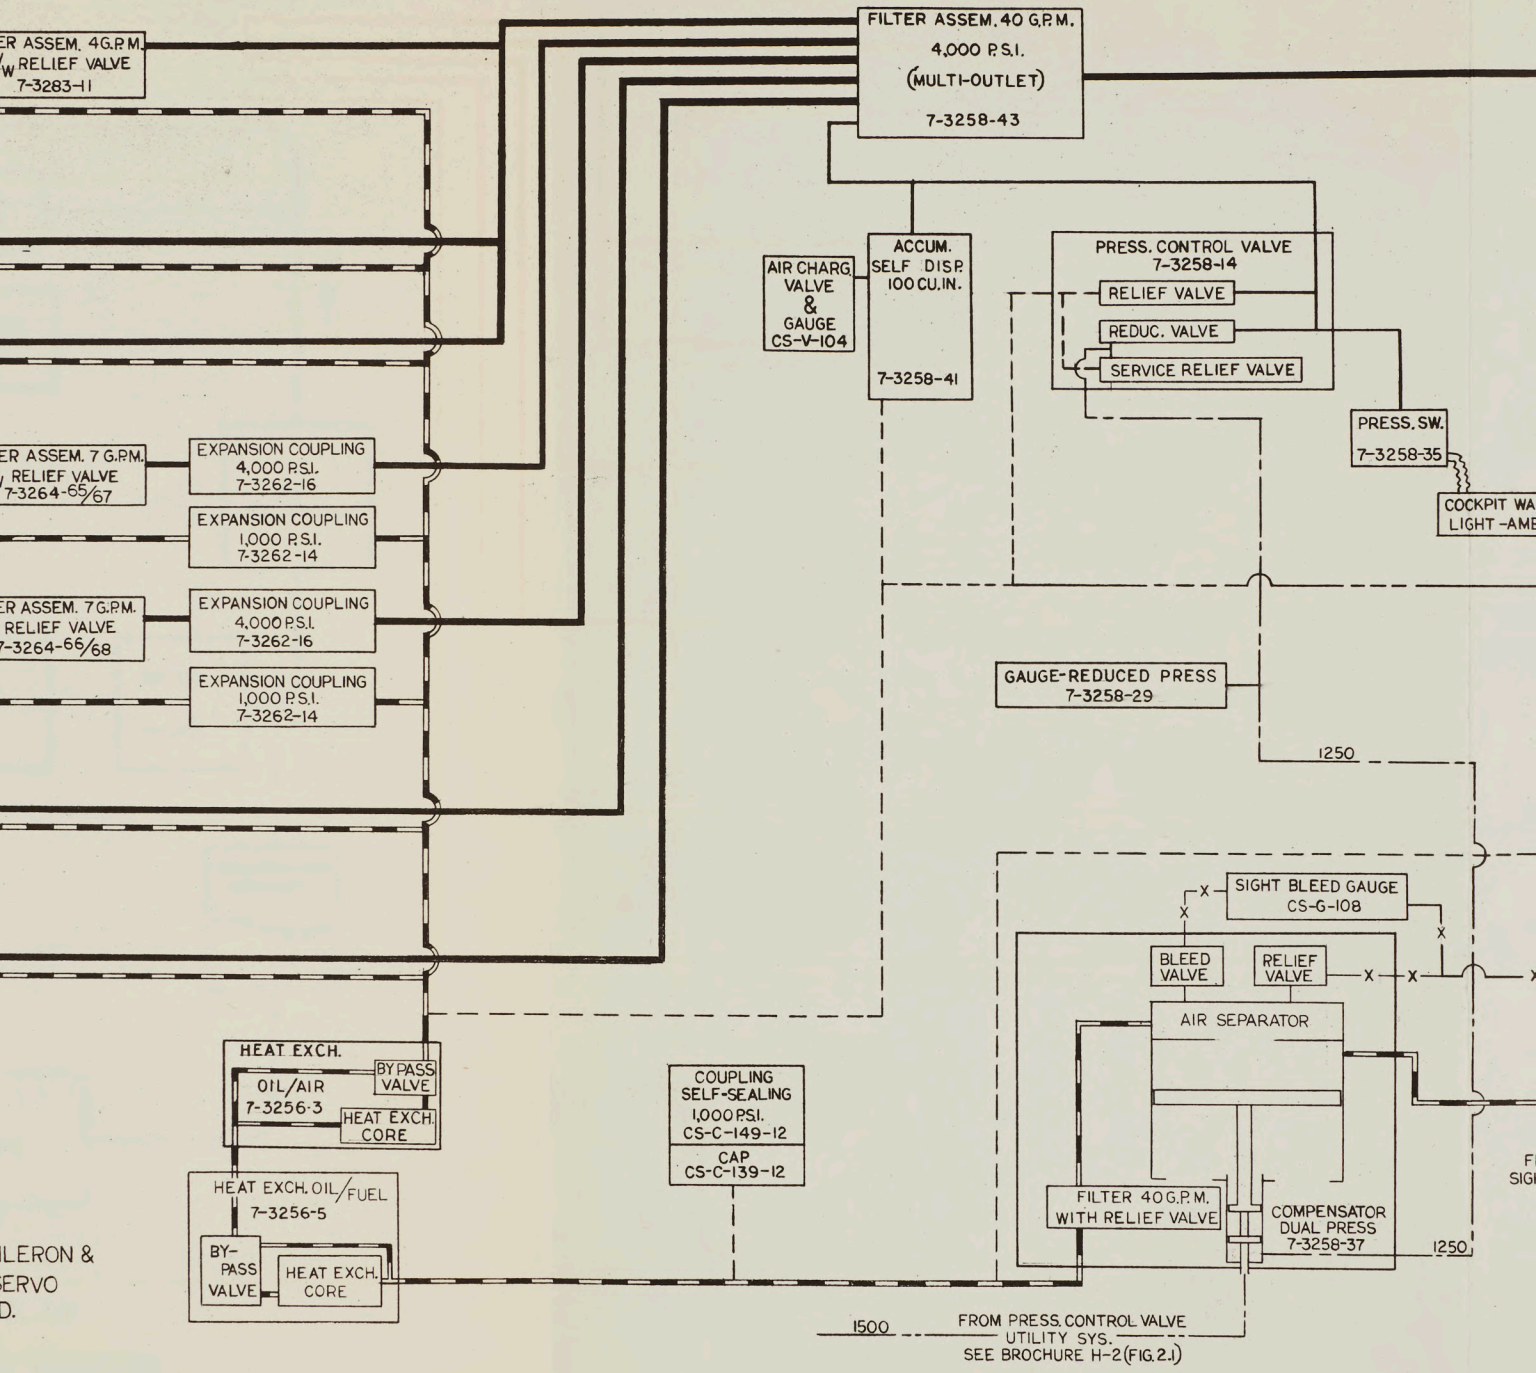 FILTER ASSEM. 40 G.P.M.
4,000 P.S.I.
(MULTI-OUTLET)
7-3258-43
ER ASSEM. 4 G.P.M.
/W RELIEF VALVE
7-3283-11
ACCUM.
SELF DISP.
100 CU.IN.
7-3258-41
AIR CHARG.
VALVE
&
GAUGE
CS-V-104
PRESS. CONTROL VALVE
7-3258-14
RELIEF VALVE
REDUC. VALVE
SERVICE RELIEF VALVE
PRESS. SW.
7-3258-35
COCKPIT WA
LIGHT-AMB
ER ASSEM. 7 G.P.M.
RELIEF VALVE
7-3264-65/67
EXPANSION COUPLING
4,000 P.S.I.
7-3262-16
EXPANSION COUPLING
1,000 P.S.I.
7-3262-14
ER ASSEM. 7 G.P.M.
RELIEF VALVE
7-3264-66/68
EXPANSION COUPLING
4,000 P.S.I.
7-3262-16
EXPANSION COUPLING
1,000 P.S.I.
7-3262-14
GAUGE-REDUCED PRESS
7-3258-29
1250
SIGHT BLEED GAUGE
CS-G-108
X
X
X
BLEED
VALVE
RELIEF
VALVE
X
X
X
AIR SEPARATOR
FILTER 40 G.P.M.
WITH RELIEF VALVE
COMPENSATOR
DUAL PRESS
7-3258-37
1250
FI
SIGH
HEAT EXCH.
OIL/AIR
7-3256-3
BY PASS
VALVE
HEAT EXCH.
CORE
COUPLING
SELF-SEALING
1,000 P.S.I.
CS-C-149-12
CAP
CS-C-139-12
HEAT EXCH. OIL/FUEL
7-3256-5
BY-
PASS
VALVE
HEAT EXCH.
CORE
ILERON &
SERVO
D.
1500
FROM PRESS. CONTROL VALVE
UTILITY SYS.
SEE BROCHURE H-2 (FIG. 2.1)